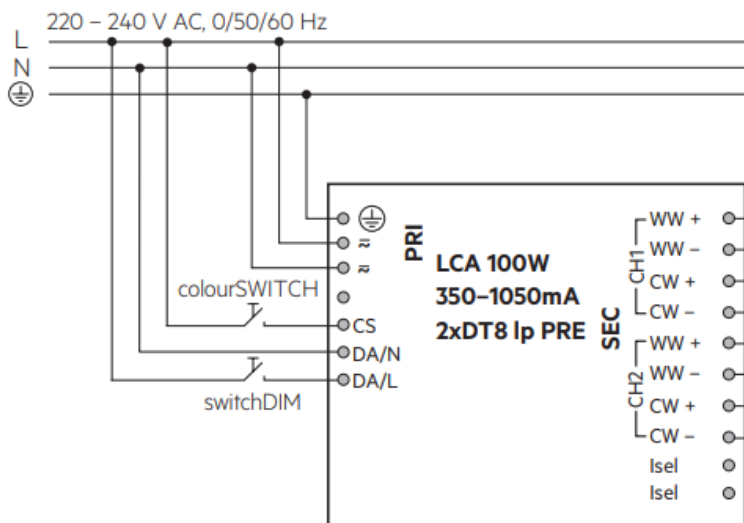 220 – 240 V AC, 0/50/60 Hz
L
N
PRI
≈
≈
colourSWITCH
CS
DA/N
DA/L
switchDIM
LCA 100W
350–1050mA
2xDT8 lp PRE
SEC
CH1
WW +
WW –
CW +
CW –
CH2
WW +
WW –
CW +
CW –
Isel
Isel